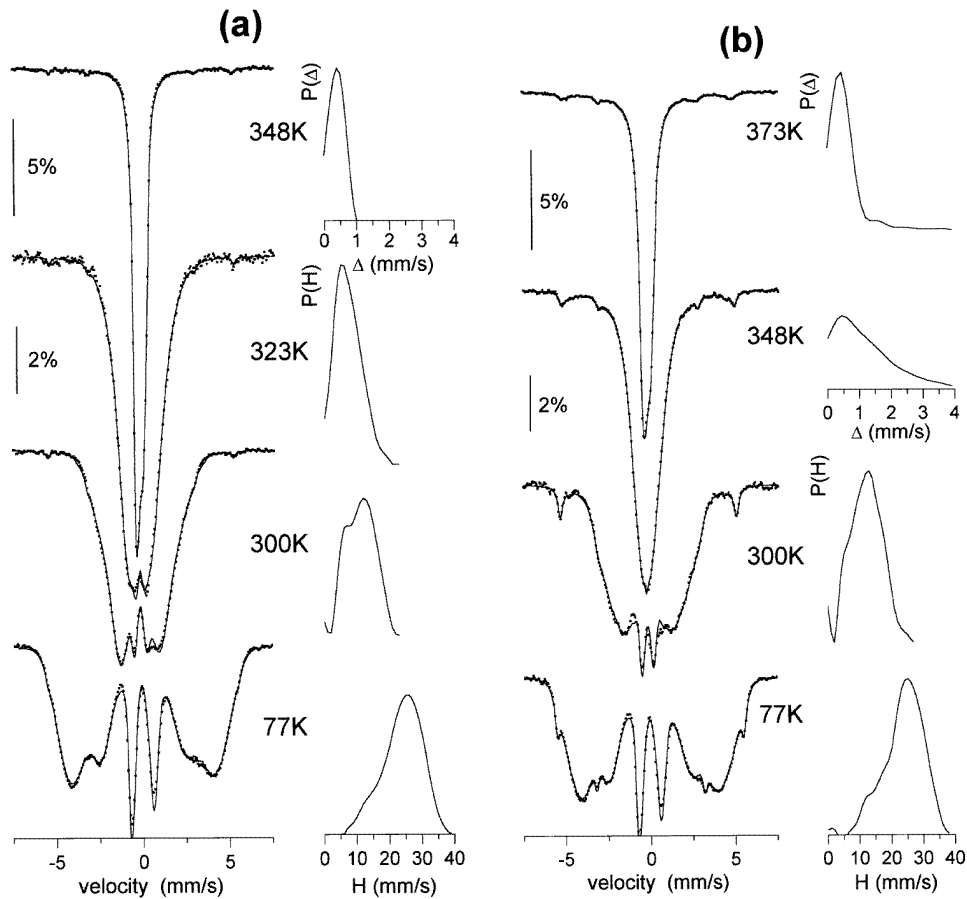 (a)
(b)
P(Δ)
348K
5%
0 1 2 3 4
Δ (mm/s)
P(H)
323K
2%
300K
77K
-5 0 5
velocity (mm/s)
0 10 20 30 40
H (mm/s)
P(Δ)
373K
5%
348K
0 1 2 3 4
Δ (mm/s)
2%
P(H)
300K
77K
-5 0 5
velocity (mm/s)
0 10 20 30 40
H (mm/s)